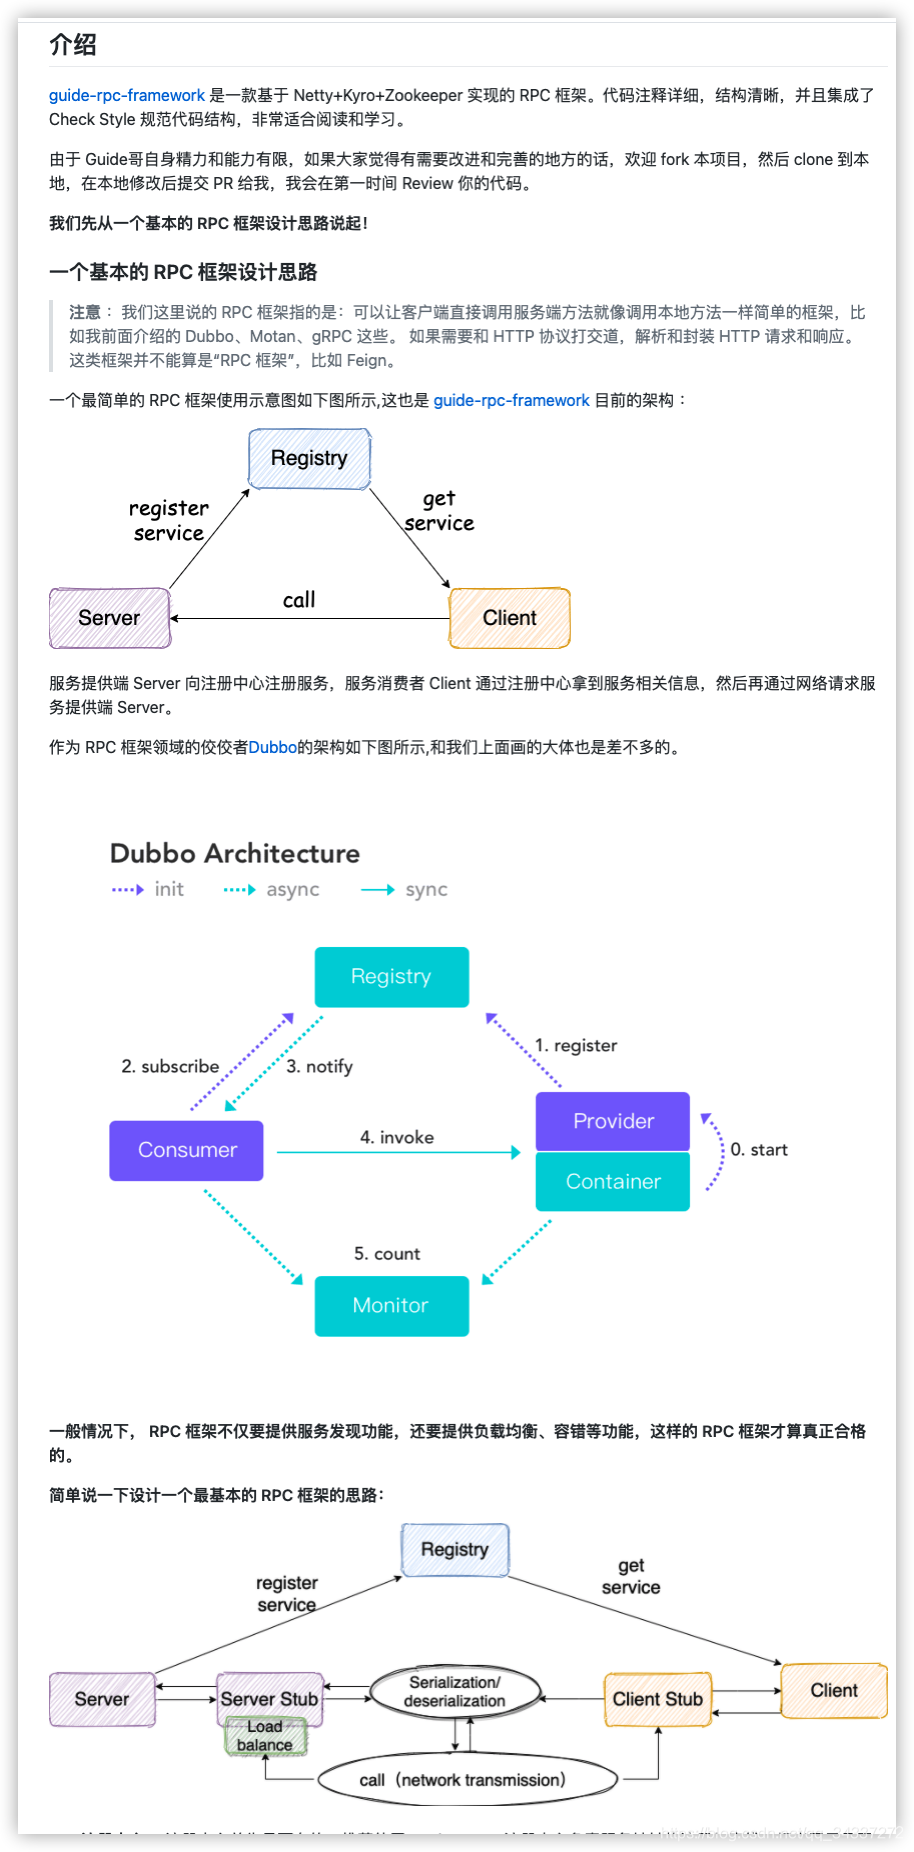 介绍
guide-rpc-framework 是一款基于 Netty+Kyro+Zookeeper 实现的 RPC 框架。代码注释详细，结构清晰，并且集成了
Check Style 规范代码结构，非常适合阅读和学习。
由于 Guide哥自身精力和能力有限，如果大家觉得有需要改进和完善的地方的话，欢迎 fork 本项目，然后 clone 到本
地，在本地修改后提交 PR 给我，我会在第一时间 Review 你的代码。
我们先从一个基本的 RPC 框架设计思路说起！
一个基本的 RPC 框架设计思路
注意 ：我们这里说的 RPC 框架指的是：可以让客户端直接调用服务端方法就像调用本地方法一样简单的框架，比
如我前面介绍的 Dubbo、Motan、gRPC 这些。 如果需要和 HTTP 协议打交道，解析和封装 HTTP 请求和响应。
这类框架并不能算是“RPC 框架”，比如 Feign。
一个最简单的 RPC 框架使用示意图如下图所示,这也是 guide-rpc-framework 目前的架构 ：
Registry
register
service
get
service
call
Server
Client
服务提供端 Server 向注册中心注册服务，服务消费者 Client 通过注册中心拿到服务相关信息，然后再通过网络请求服
务提供端 Server。
作为 RPC 框架领域的佼佼者Dubbo的架构如下图所示,和我们上面画的大体也是差不多的。
Dubbo Architecture
init async sync
Registry
1. register
2. subscribe
3. notify
Provider
4. invoke
Consumer
0. start
Container
5. count
Monitor
一般情况下， RPC 框架不仅要提供服务发现功能，还要提供负载均衡、容错等功能，这样的 RPC 框架才算真正合格
的。
简单说一下设计一个最基本的 RPC 框架的思路：
Registry
register
service
get
service
Server
Server Stub
Serialization/
deserialization
Client Stub
Client
Load
balance
call（network transmission）